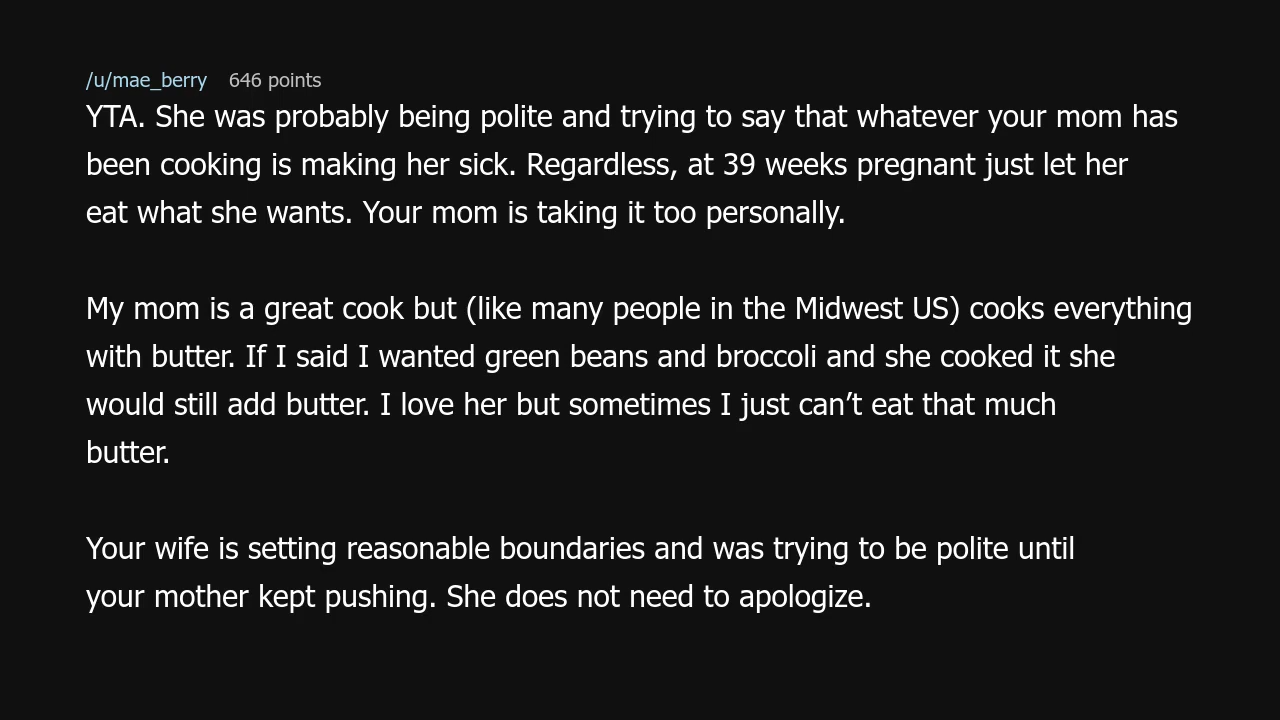 /u/mae_berry 646 points
YTA. She was probably being polite and trying to say that whatever your mom has
been cooking is making her sick. Regardless, at 39 weeks pregnant just let her
eat what she wants. Your mom is taking it too personally.
My mom is a great cook but (like many people in the Midwest US) cooks everything
with butter. If I said I wanted green beans and broccoli and she cooked it she
would still add butter. I love her but sometimes I just can’t eat that much
butter.
Your wife is setting reasonable boundaries and was trying to be polite until
your mother kept pushing. She does not need to apologize.